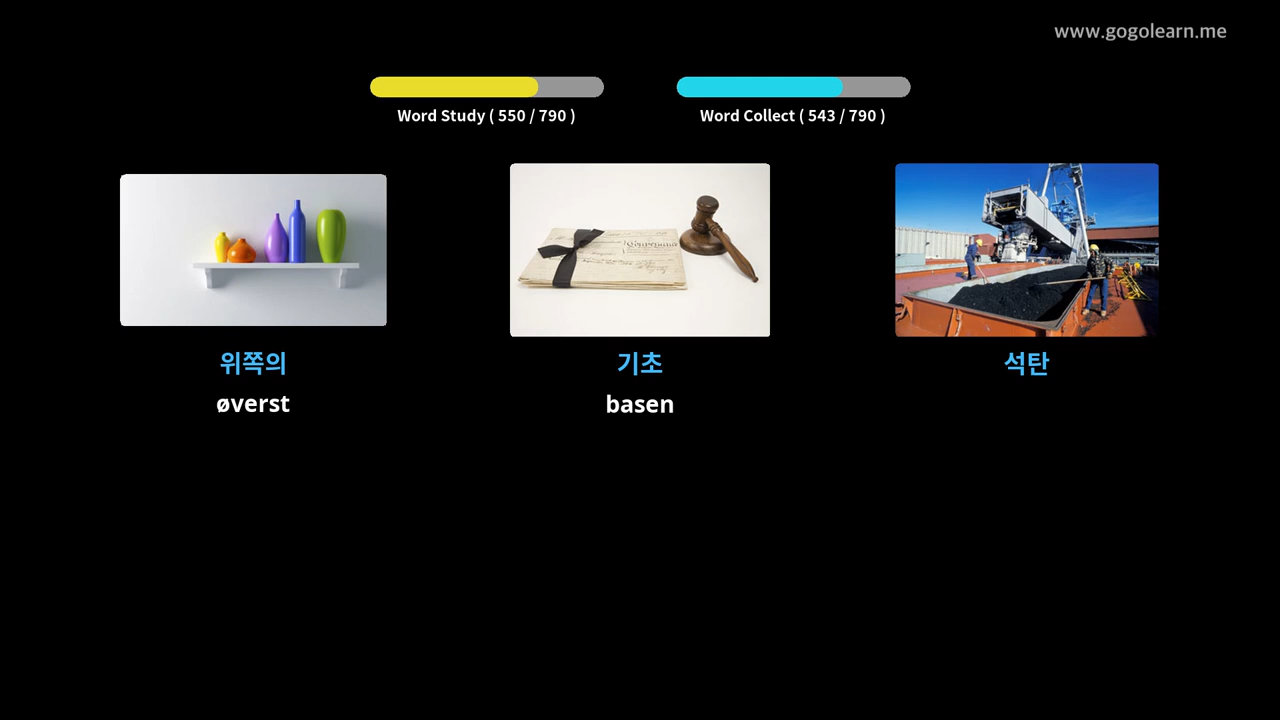 www.gogolearn.me
Word Study ( 550 / 790 )
Word Collect ( 543 / 790 )
위쪽의
기초
석탄
øverst
basen